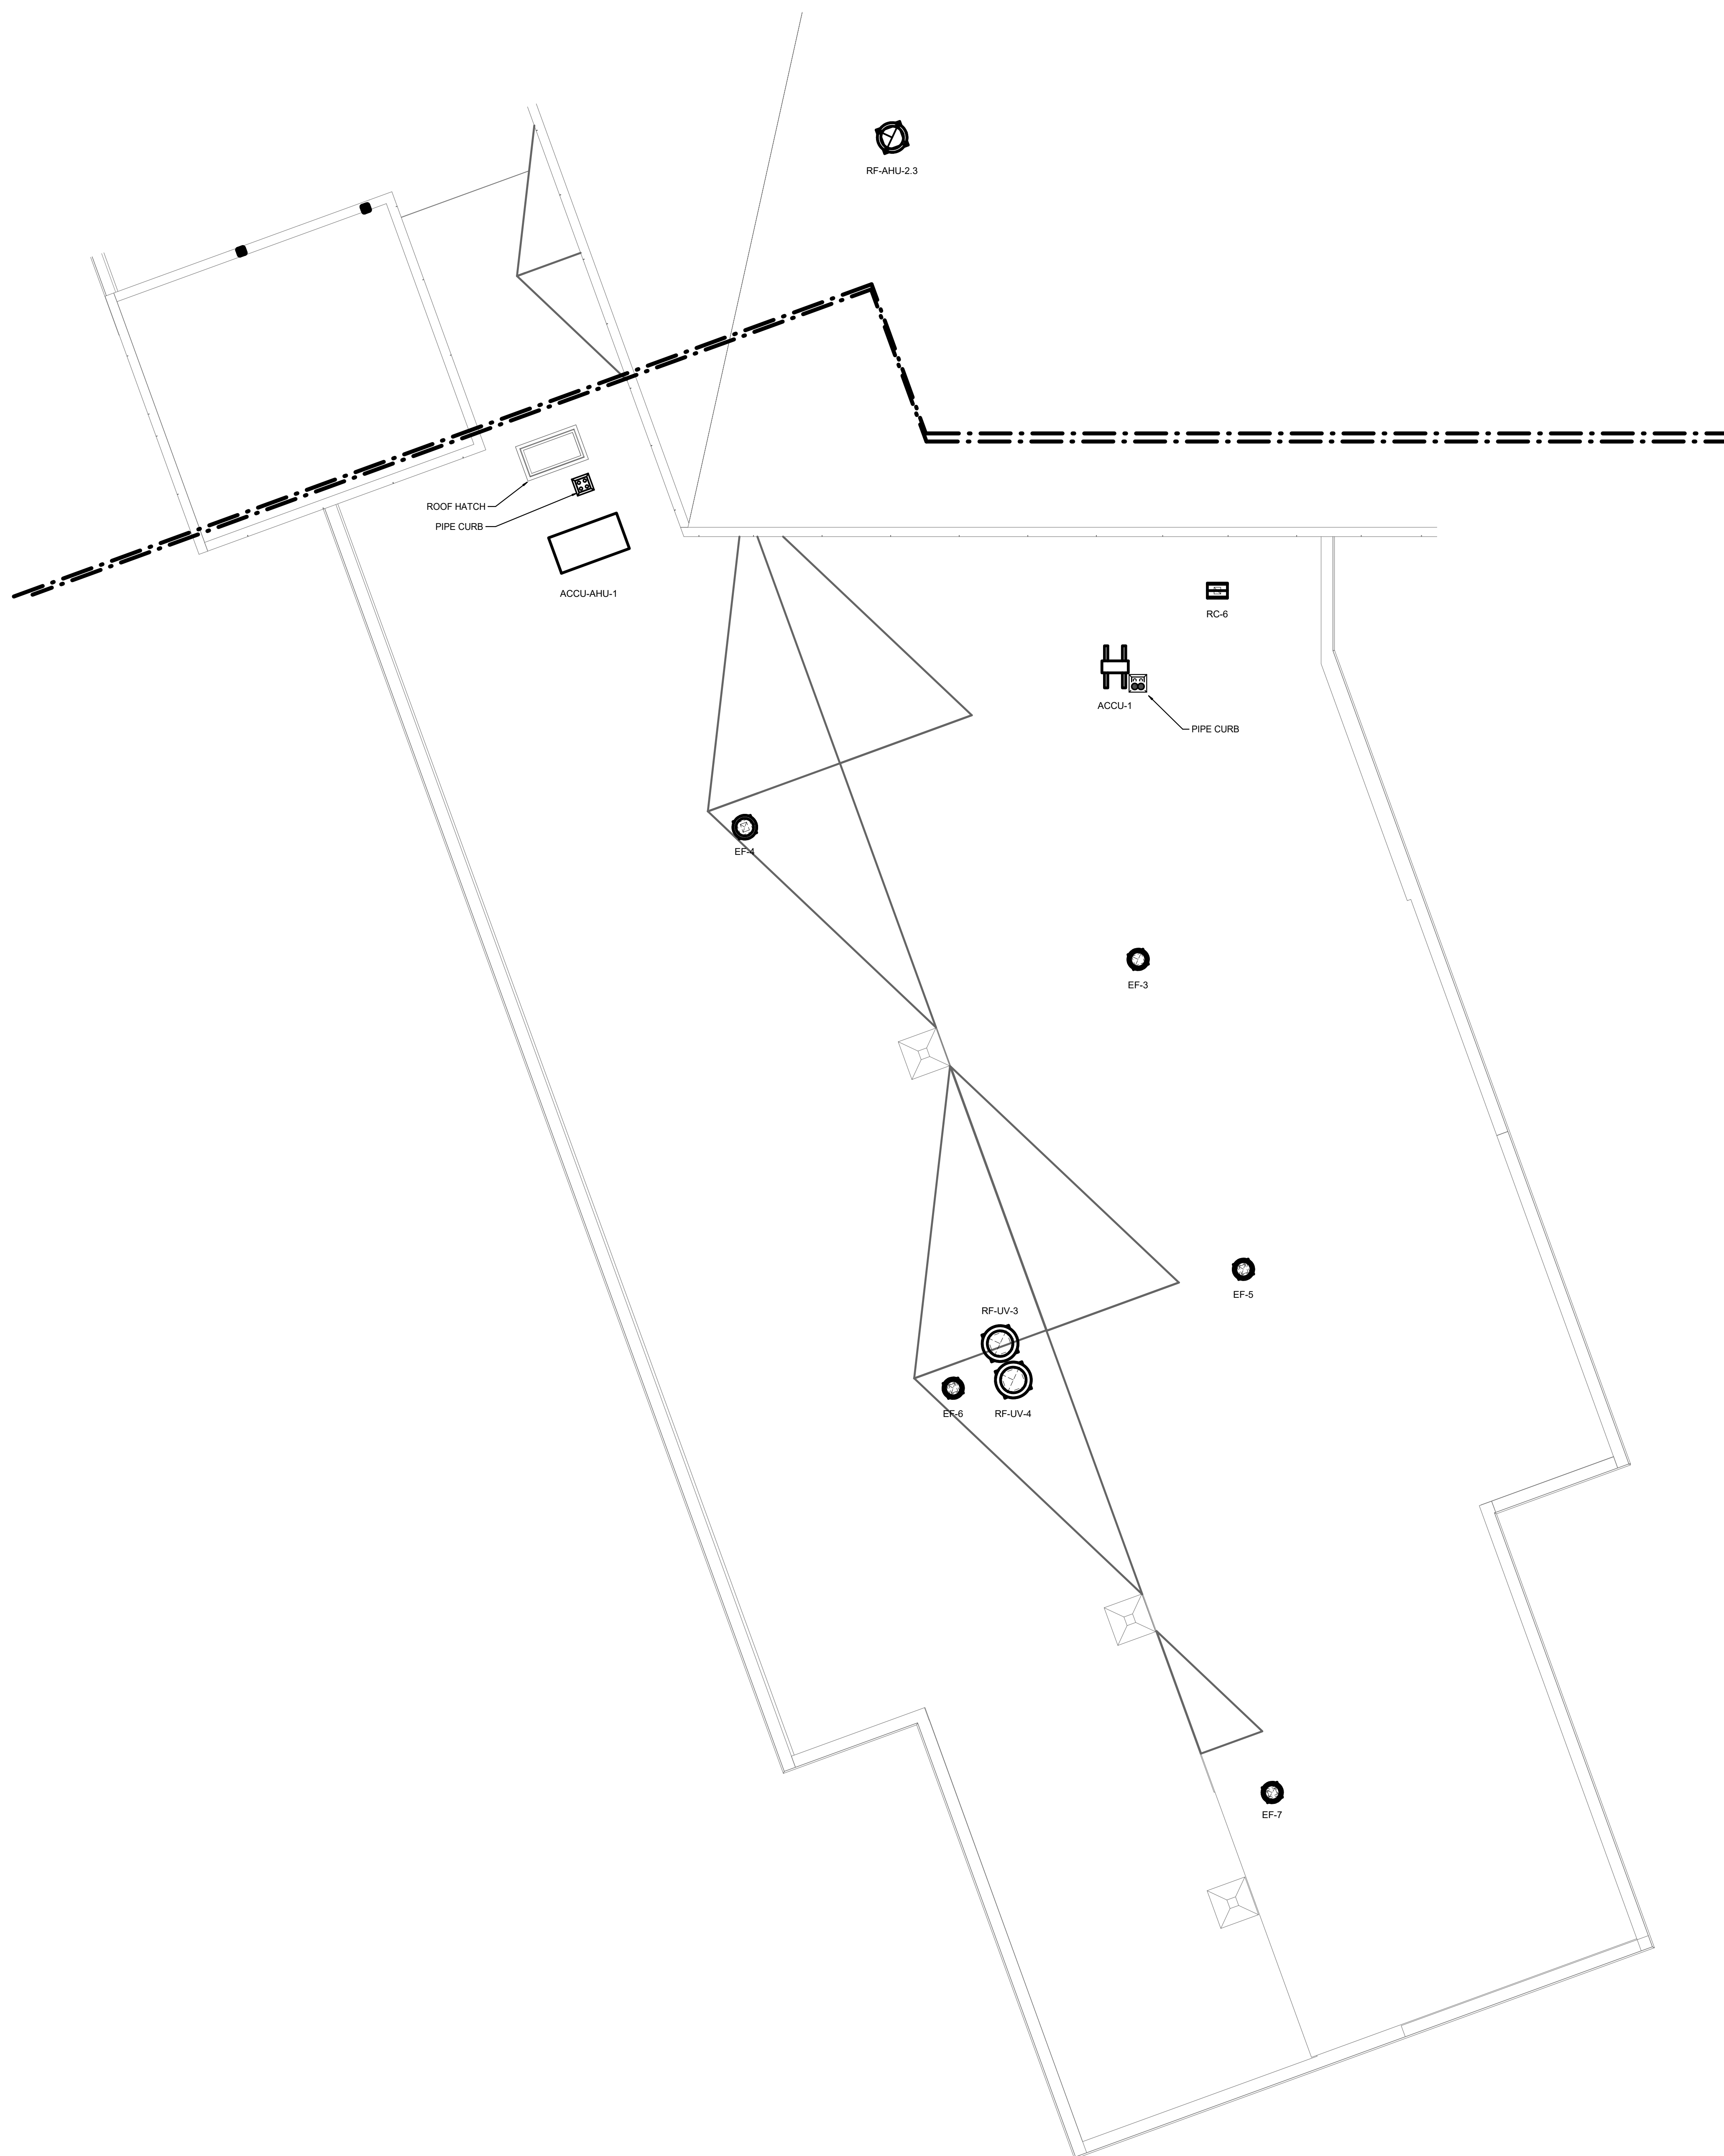 RF-AHU-2.3
ROOF HATCH
PIPE CURB
ACCU-AHU-1
RC-6
ACCU-1
PIPE CURB
EF-4
EF-3
EF-5
RF-UV-3
EF-6
RF-UV-4
EF-7